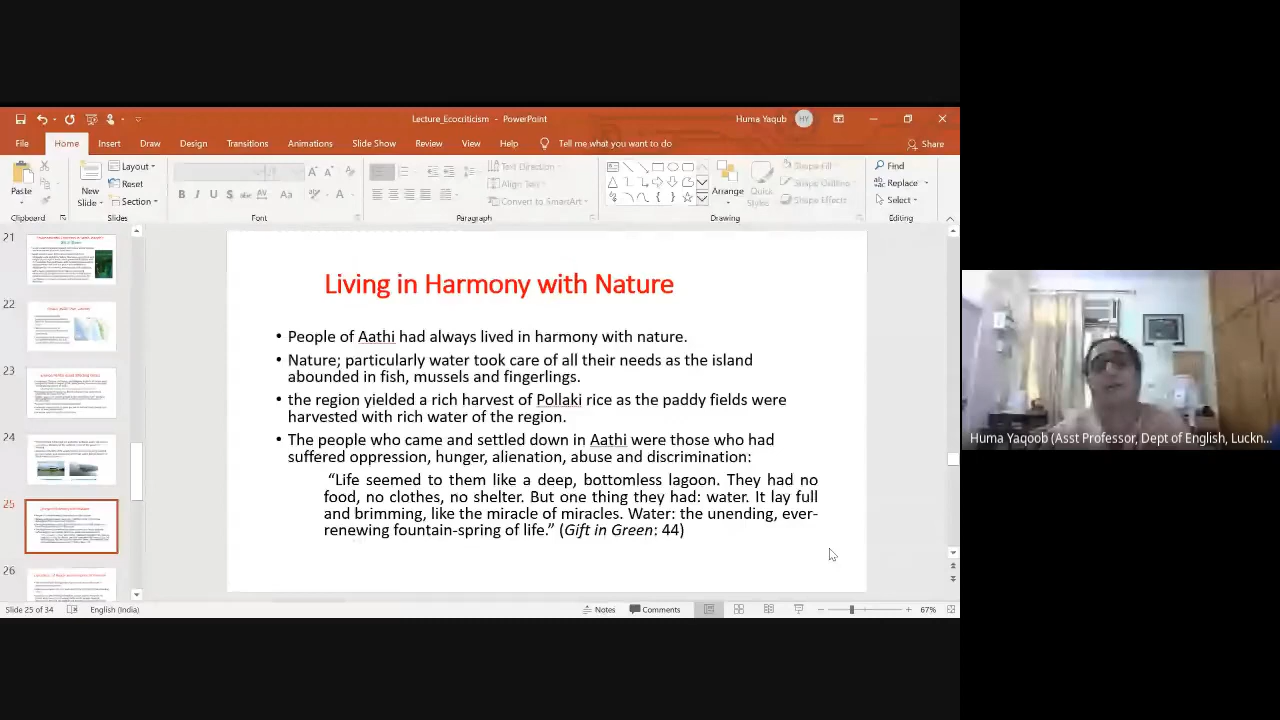 Lecture_Ecocriticism - PowerPoint
Huma Yaqub
HY
File Home Insert Draw Design Transitions Animations Slide Show Review View Help Tell me what you want to do
Share
Paste
New
Slide
Layout
Reset
Section
B I U S abc AV Aa A
Text Direction
Align Text
Convert to SmartArt
Arrange
Quick
Styles
Shape Fill
Shape Outline
Shape Effects
Find
Replace
Select
Clipboard
Slides
Font
Paragraph
Drawing
Editing
21
22
23
24
25
26
Living in Harmony with Nature
• People of Aathi had always lived in harmony with nature.
• Nature; particularly water took care of all their needs as the island
abounded in fish, mussels and fingerlings.
• the region yielded a rich harvest of Pollaki rice as the paddy fields were
harvested with rich water of the region.
• The people who came and settled down in Aathi were those who had
suffered oppression, hunger, alienation, abuse and discrimination:
“Life seemed to them like a deep, bottomless lagoon. They had no
food, no clothes, no shelter. But one thing they had: water. It lay full
and brimming, like the miracle of miracles. Water: the outer, the over-
flowing fountain-spring of life.” (Gift in Green: 44)
Huma Yaqoob (Asst Professor, Dept of English, Luckn...
Slide 25 of 34
English (India)
Notes
Comments
67%